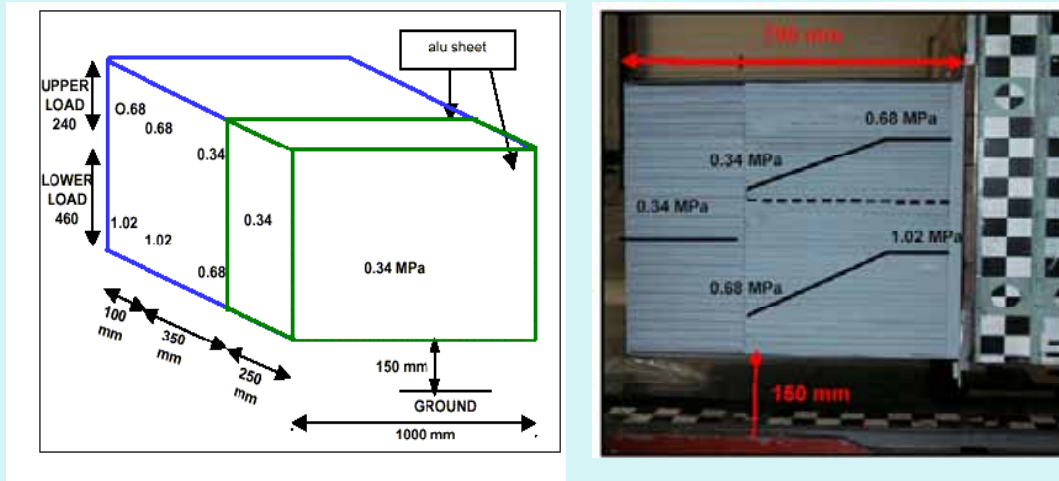 alu sheet
UPPER
LOAD
240
O.68
0.68
0.34
LOWER
LOAD
460
0.34
1.02
1.02
0.68
0.34 MPa
100
mm
350
mm
250
mm
150 mm
GROUND
1000 mm
mm
0.68 MPa
0.34 MPa
0.34 MPa
1.02 MPa
0.68 MPa
150 mm